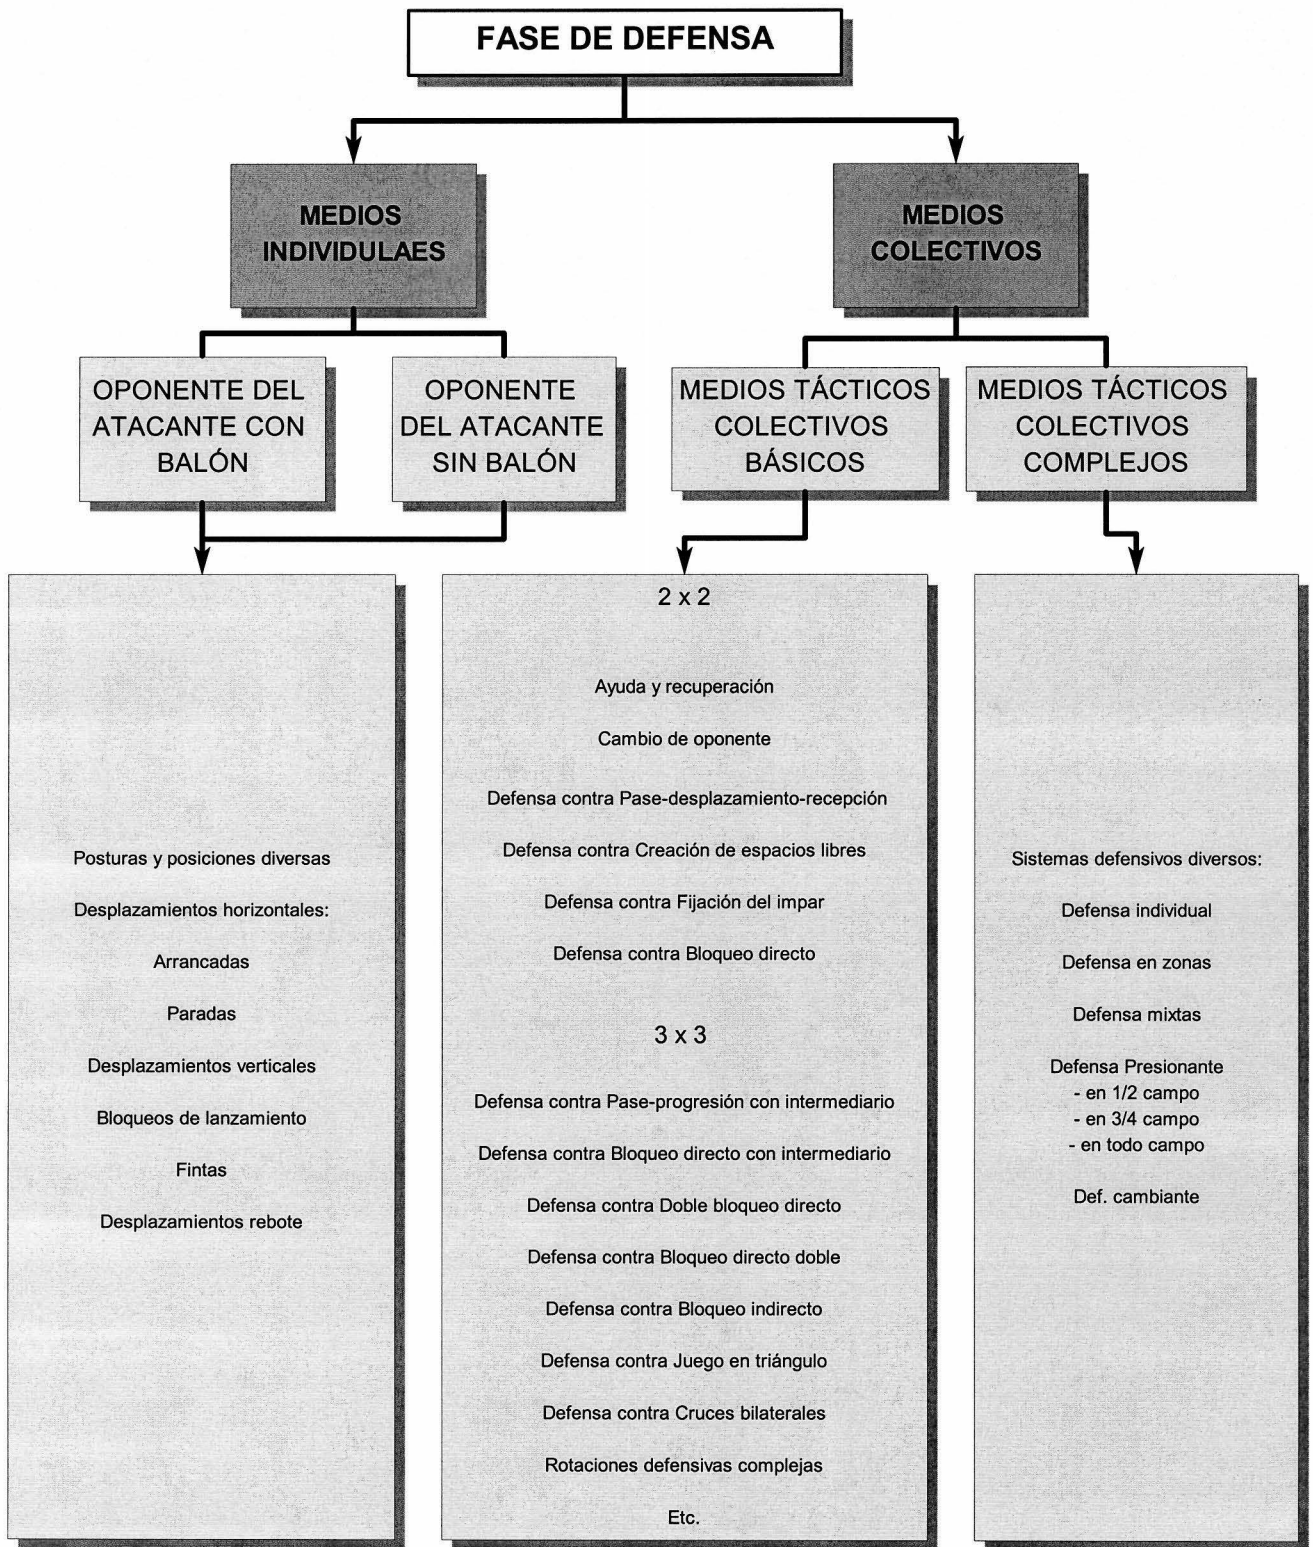 FASE DE DEFENSA
MEDIOS
INDIVIDULAES
MEDIOS
COLECTIVOS
OPONENTE DEL
ATACANTE CON
BALÓN
OPONENTE
DEL ATACANTE
SIN BALÓN
MEDIOS TÁCTICOS
COLECTIVOS
BÁSICOS
MEDIOS TÁCTICOS
COLECTIVOS
COMPLEJOS
Posturas y posiciones diversas
Desplazamientos horizontales:
Arrancadas
Paradas
Desplazamientos verticales
Bloqueos de lanzamiento
Fintas
Desplazamientos rebote
2 x 2
Ayuda y recuperación
Cambio de oponente
Defensa contra Pase-desplazamiento-recepción
Defensa contra Creación de espacios libres
Defensa contra Fijación del impar
Defensa contra Bloqueo directo
3 x 3
Defensa contra Pase-progresión con intermediario
Defensa contra Bloqueo directo con intermediario
Defensa contra Doble bloqueo directo
Defensa contra Bloqueo directo doble
Defensa contra Bloqueo indirecto
Defensa contra Juego en triángulo
Defensa contra Cruces bilaterales
Rotaciones defensivas complejas
Etc.
Sistemas defensivos diversos:
Defensa individual
Defensa en zonas
Defensa mixtas
Defensa Presionante
- en 1/2 campo
- en 3/4 campo
- en todo campo
Def. cambiante